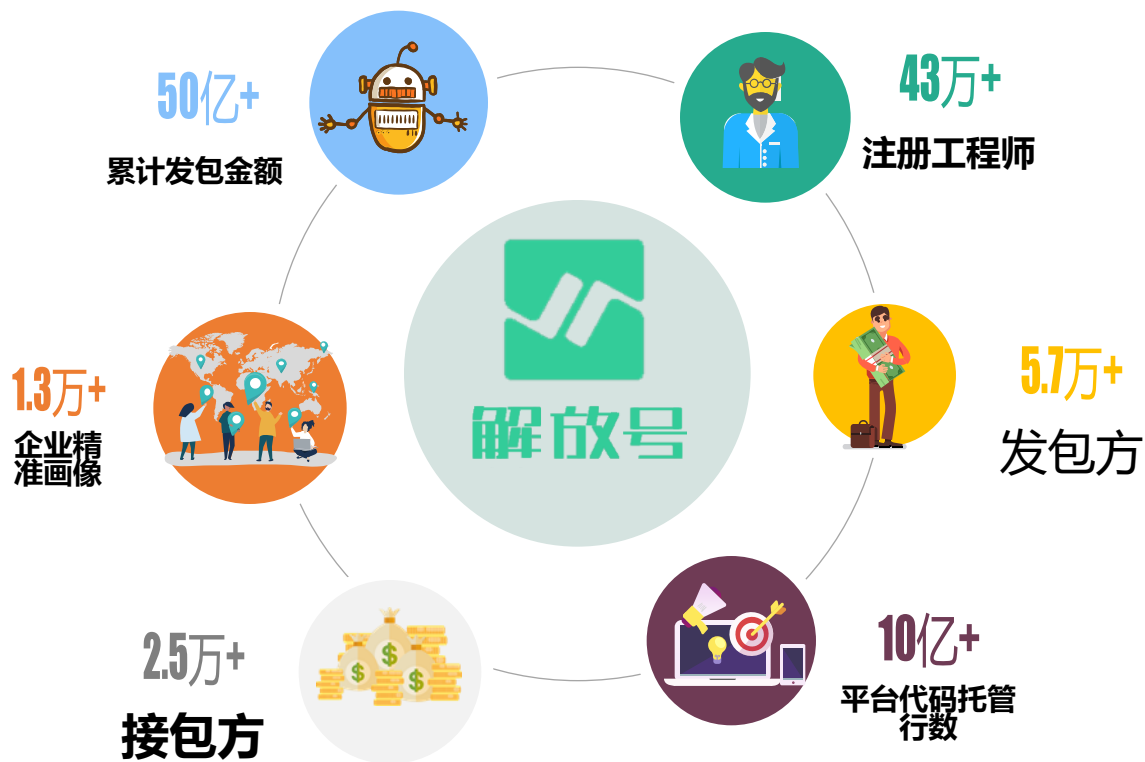 50亿+
累计发包金额
43万+
注册工程师
1.3万+
企业精
准画像
解放号
5.7万+
发包方
2.5万+
接包方
10亿+
平台代码托管
行数